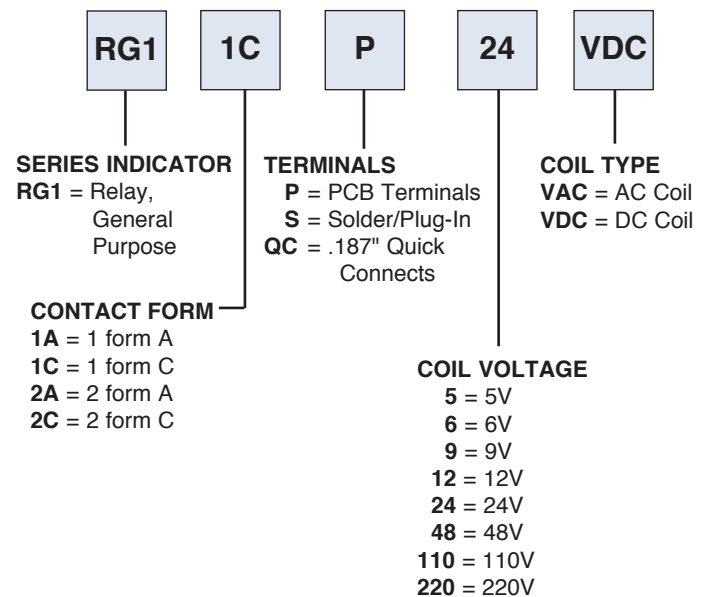 RG1 1C P 24 VDC
SERIES INDICATOR
RG1 = Relay,
General
Purpose
TERMINALS
P = PCB Terminals
S = Solder/Plug-In
QC = .187" Quick
Connects
COIL TYPE
VAC = AC Coil
VDC = DC Coil
CONTACT FORM
1A = 1 form A
1C = 1 form C
2A = 2 form A
2C = 2 form C
COIL VOLTAGE
5 = 5V
6 = 6V
9 = 9V
12 = 12V
24 = 24V
48 = 48V
110 = 110V
220 = 220V